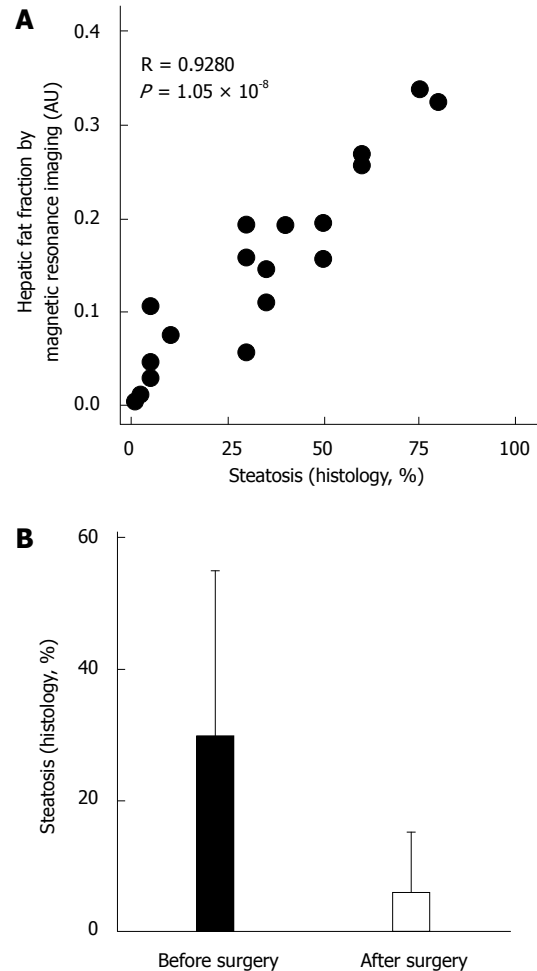 A
0.4
0.3
0.2
0.1
0.0
Hepatic fat fraction by
magnetic resonance imaging (AU)
R = 0.9280
P = 1.05 × 10⁻⁸
0 25 50 75 100
Steatosis (histology, %)
B
60
40
20
0
Steatosis (histology, %)
Before surgery After surgery